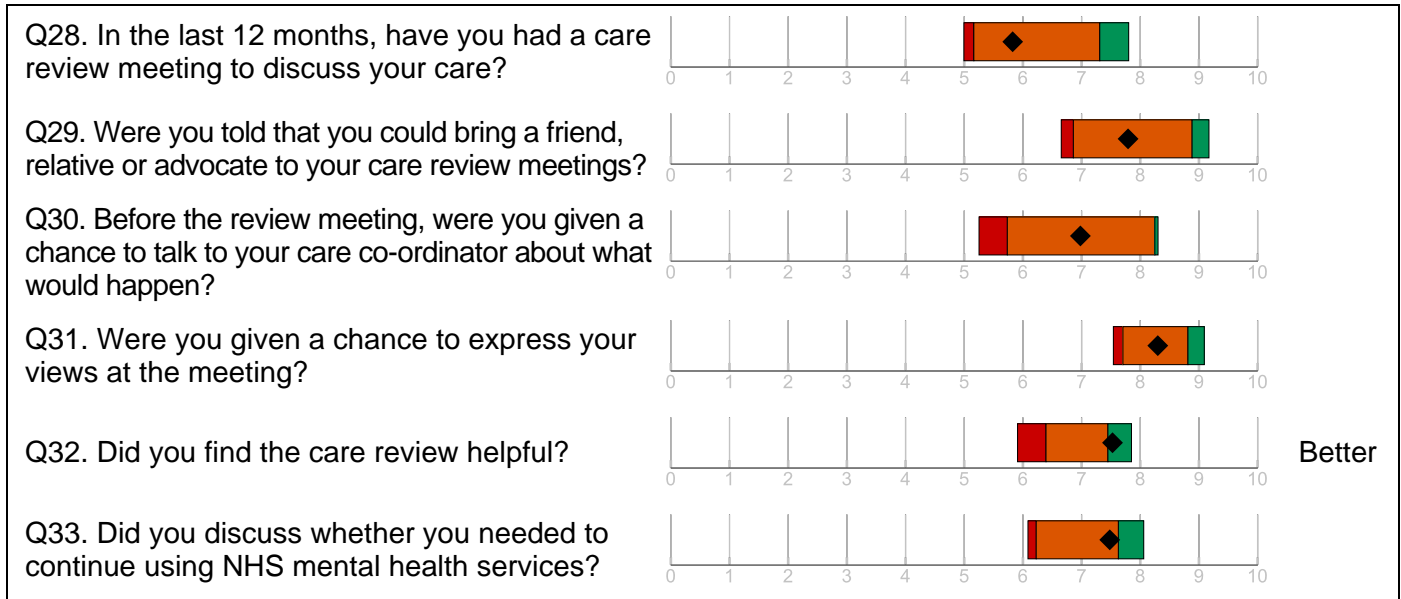 Q28. In the last 12 months, have you had a care
review meeting to discuss your care?
0 1 2 3 4 5 6 7 8 9 10
Q29. Were you told that you could bring a friend,
relative or advocate to your care review meetings?
0 1 2 3 4 5 6 7 8 9 10
Q30. Before the review meeting, were you given a
chance to talk to your care co-ordinator about what
would happen?
0 1 2 3 4 5 6 7 8 9 10
Q31. Were you given a chance to express your
views at the meeting?
0 1 2 3 4 5 6 7 8 9 10
Q32. Did you find the care review helpful?
Better
0 1 2 3 4 5 6 7 8 9 10
Q33. Did you discuss whether you needed to
continue using NHS mental health services?
0 1 2 3 4 5 6 7 8 9 10